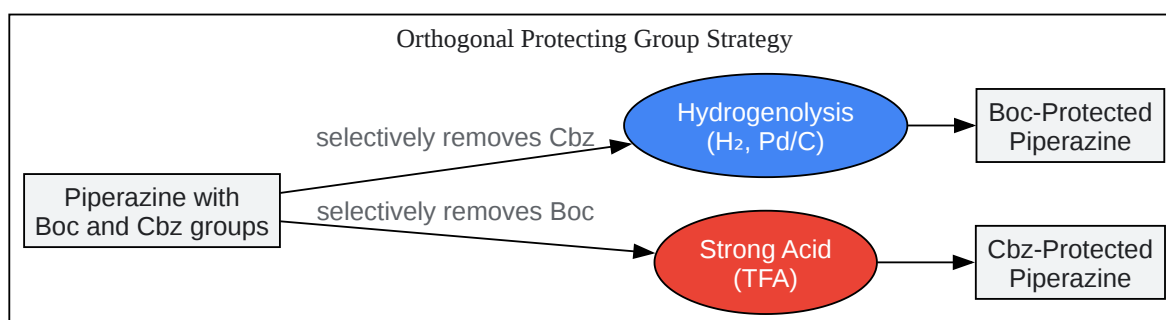 Orthogonal Protecting Group Strategy
Piperazine with
Boc and Cbz groups
selectively removes Cbz
selectively removes Boc
Hydrogenolysis
(H₂, Pd/C)
Strong Acid
(TFA)
Boc-Protected
Piperazine
Cbz-Protected
Piperazine